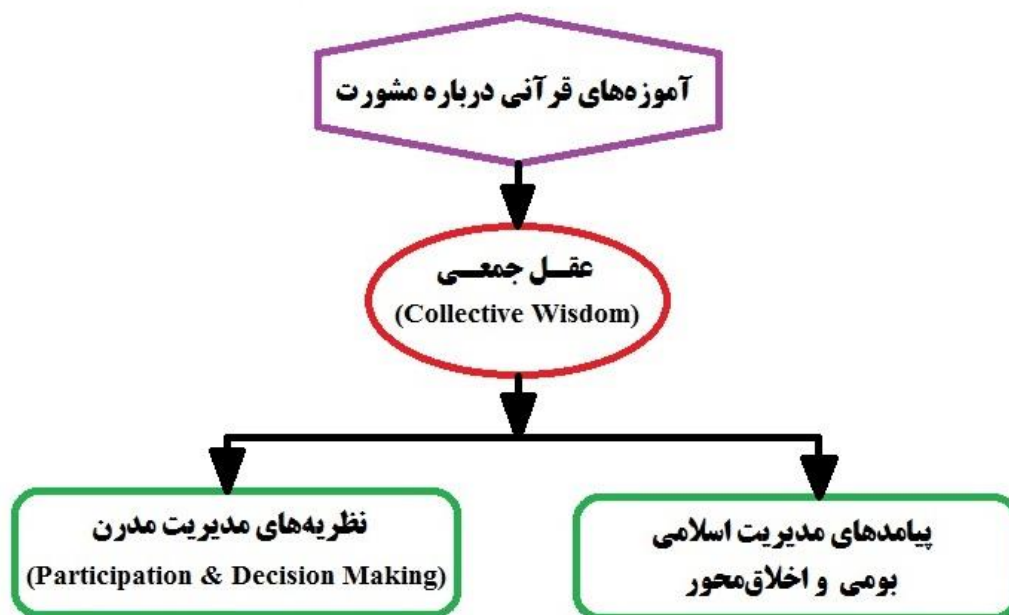 آموزه‌های قرآنی درباره مشورت
عقـــل جمعـــی
(Collective Wisdom)
پیامدهای مدیریت اسلامی
بومی و اخلاق‌محور
نظریه‌های مدیریت مدرن
(Participation & Decision Making)